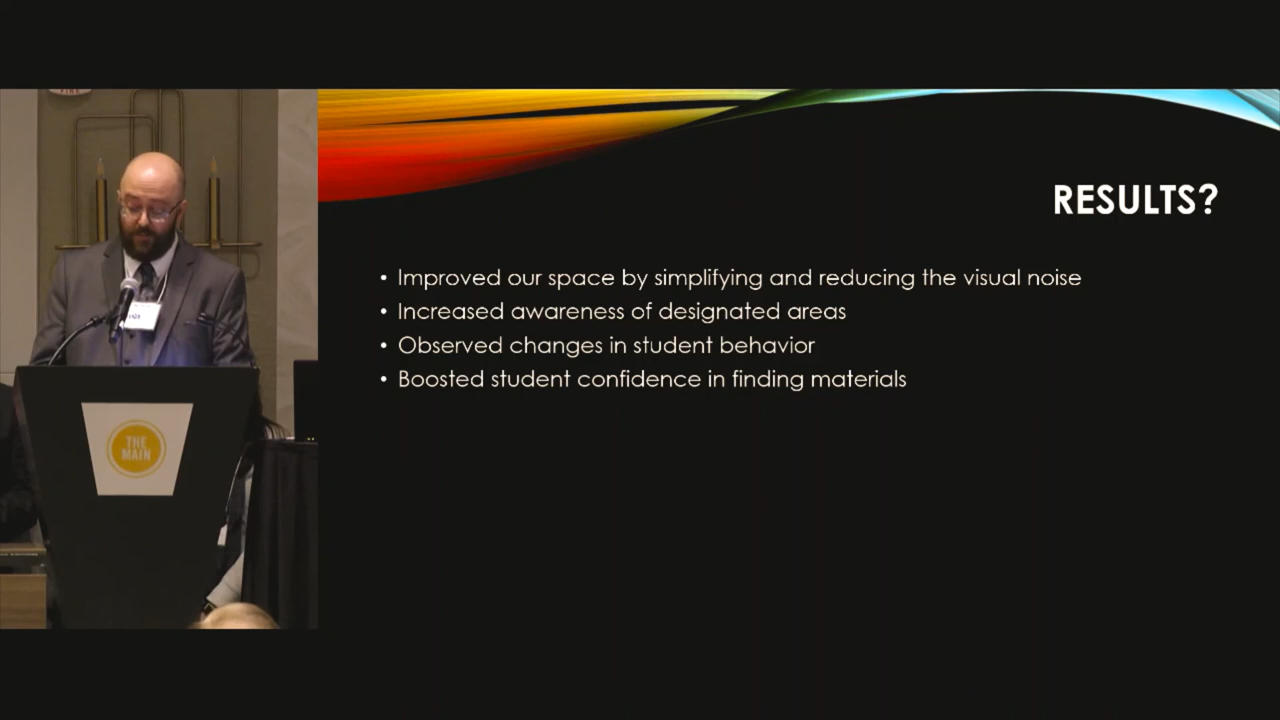 RESULTS?
• Improved our space by simplifying and reducing the visual noise
• Increased awareness of designated areas
• Observed changes in student behavior
• Boosted student confidence in finding materials
THE
MAIN